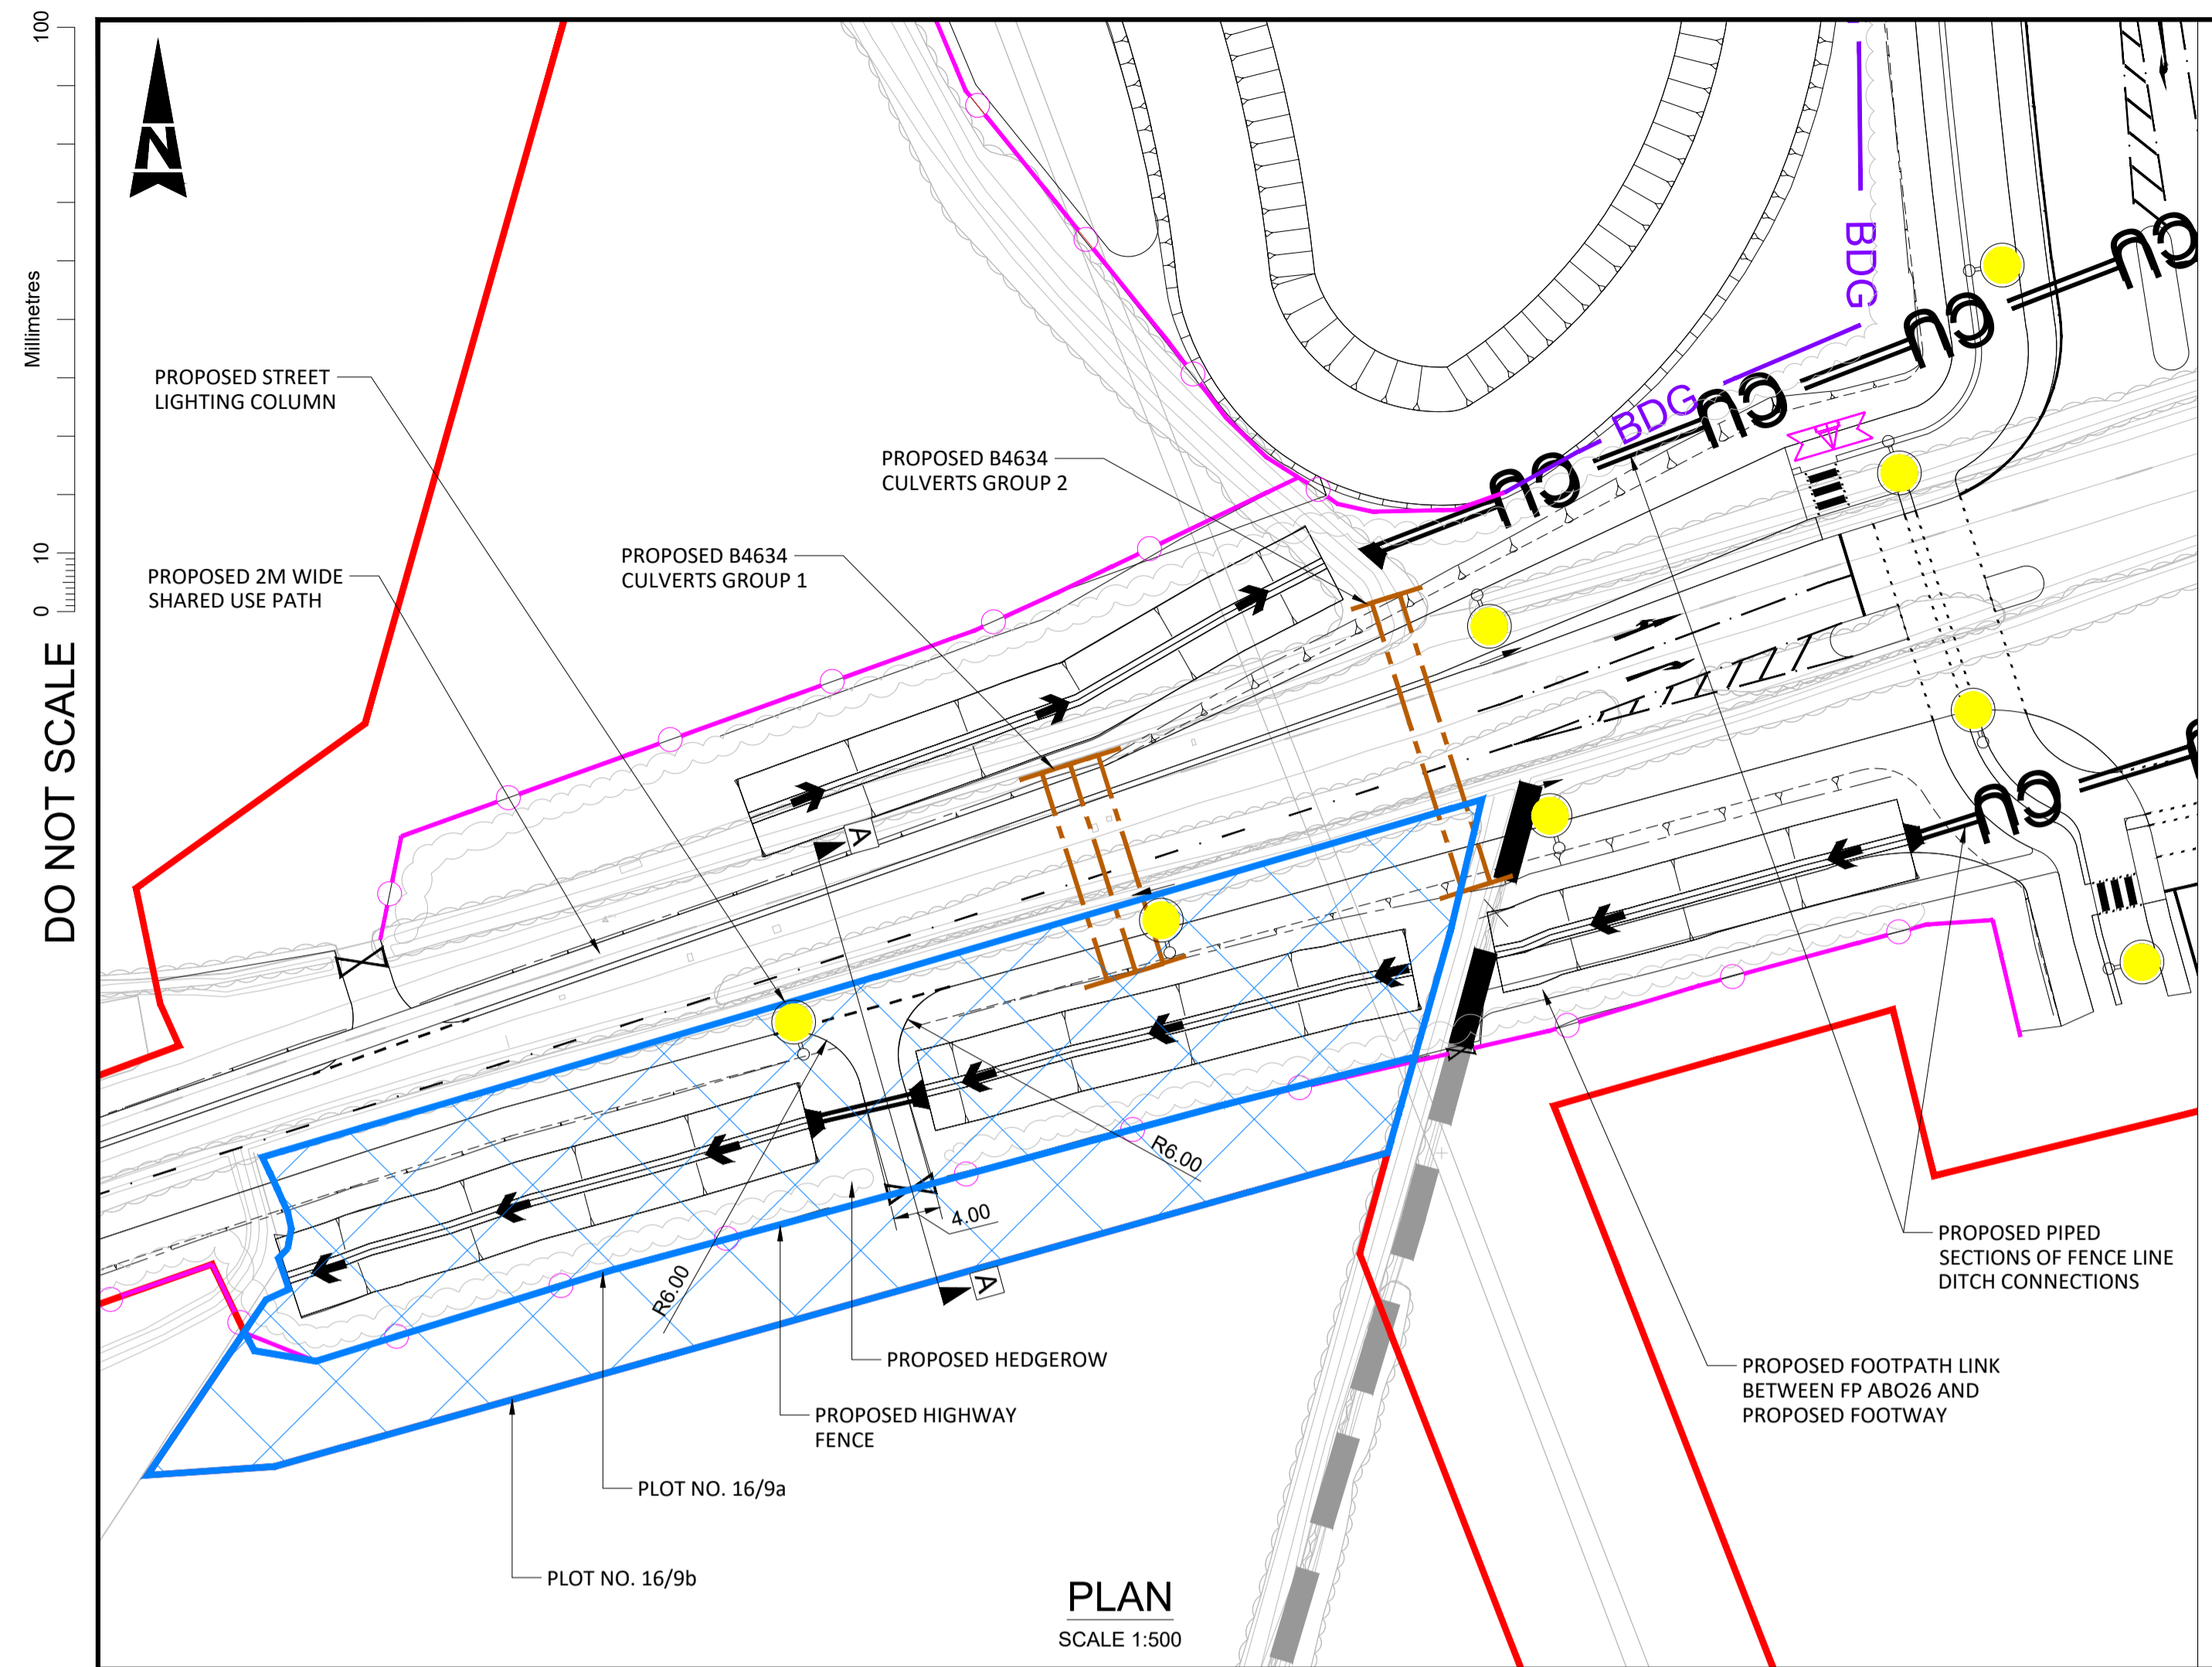 100
Millimetres
10
0
DO NOT SCALE
N
PROPOSED STREET
LIGHTING COLUMN
PROPOSED 2M WIDE
SHARED USE PATH
PROPOSED B4634
CULVERTS GROUP 1
PROPOSED B4634
CULVERTS GROUP 2
BDG
BDG
CU
CU
CU
CU
CU
A
A
R6.00
R6.00
4.00
PROPOSED HEDGEROW
PROPOSED HIGHWAY
FENCE
PLOT NO. 16/9a
PLOT NO. 16/9b
PROPOSED PIPED
SECTIONS OF FENCE LINE
DITCH CONNECTIONS
PROPOSED FOOTPATH LINK
BETWEEN FP ABO26 AND
PROPOSED FOOTWAY
PLAN
SCALE 1:500